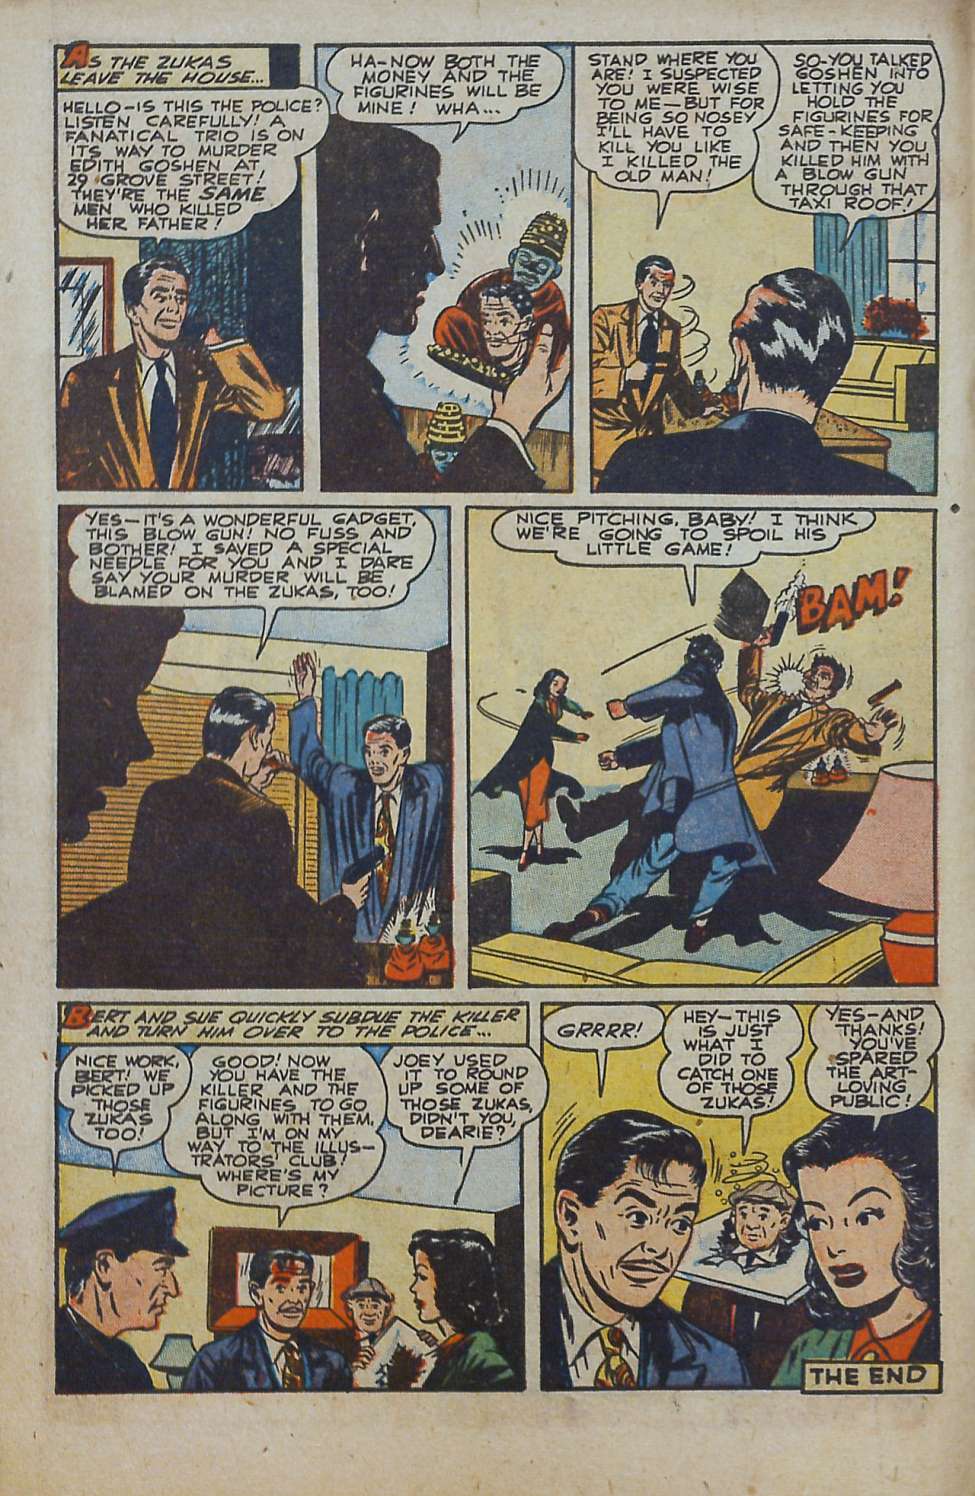 AS THE ZUKAS
LEAVE THE HOUSE...
HELLO-IS THIS THE POLICE?
LISTEN CAREFULLY! A
FANATICAL TRIO IS ON
ITS WAY TO MURDER
EDITH GOSHEN AT
29 GROVE STREET!
THEY'RE THE SAME
MEN WHO KILLED
HER FATHER!
HA-NOW BOTH THE
MONEY AND THE
FIGURINES WILL BE
MINE! WHA...
STAND WHERE YOU
ARE! I SUSPECTED
YOU WERE WISE
TO ME-BUT FOR
BEING SO NOSEY
I'LL HAVE TO
KILL YOU LIKE
I KILLED THE
OLD MAN!
SO-YOU TALKED
GOSHEN INTO
LETTING YOU
HOLD THE
FIGURINES FOR
SAFE-KEEPING
AND THEN YOU
KILLED HIM WITH
A BLOW GUN
THROUGH THAT
TAXI ROOF!
YES-IT'S A WONDERFUL GADGET,
THIS BLOW GUN! NO FUSS AND
BOTHER! I SAVED A SPECIAL
NEEDLE FOR YOU AND I DARE
SAY YOUR MURDER WILL BE
BLAMED ON THE ZUKAS, TOO!
NICE PITCHING, BABY! I THINK
WE'RE GOING TO SPOIL HIS
LITTLE GAME!
BAM!
BERT AND SUE QUICKLY SUBDUE THE KILLER
AND TURN HIM OVER TO THE POLICE...
NICE WORK,
BERT! WE
PICKED UP
THOSE
ZUKAS
TOO!
GOOD! NOW
YOU HAVE THE
KILLER AND THE
FIGURINES TO GO
ALONG WITH THEM,
BUT I'M ON MY
WAY TO THE ILLUS-
TRATORS' CLUB!
WHERE'S MY
PICTURE?
JOEY USED
IT TO ROUND
UP SOME OF
THOSE ZUKAS,
DIDN'T YOU,
DEARIE?
GRRRR!
HEY-THIS
IS JUST
WHAT I
DID TO
CATCH ONE
OF THOSE
ZUKAS!
YES-AND
THANKS!
YOU'VE
SPARED
THE ART-
LOVING
PUBLIC!
THE END